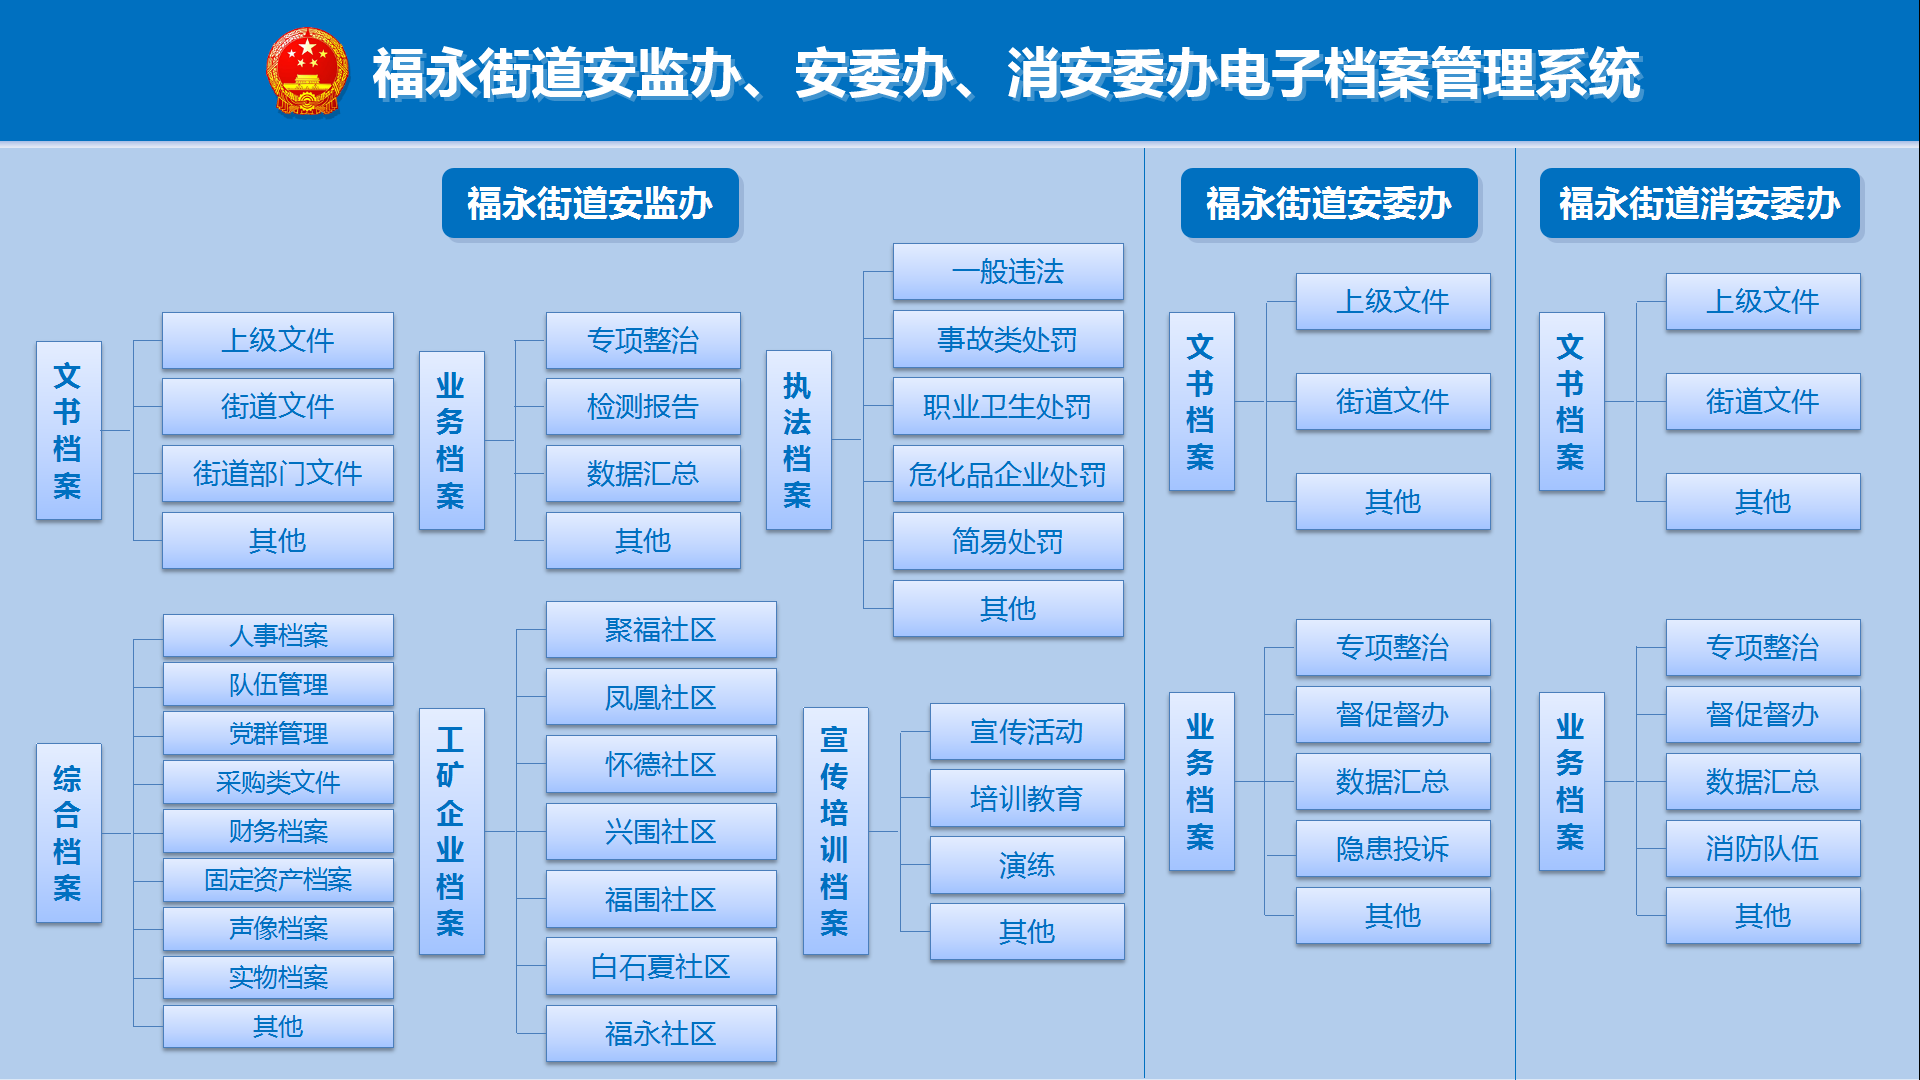 福永街道安监办、安委办、消安委办电子档案管理系统
福永街道安监办
文书档案
上级文件
街道文件
街道部门文件
其他
业务档案
专项整治
检测报告
数据汇总
其他
执法档案
一般违法
事故类处罚
职业卫生处罚
危化品企业处罚
简易处罚
其他
综合档案
人事档案
队伍管理
党群管理
采购类文件
财务档案
固定资产档案
声像档案
实物档案
其他
工矿企业档案
聚福社区
凤凰社区
怀德社区
兴围社区
福围社区
白石夏社区
福永社区
宣传培训档案
宣传活动
培训教育
演练
其他
福永街道安委办
文书档案
上级文件
街道文件
其他
业务档案
专项整治
督促督办
数据汇总
隐患投诉
其他
福永街道消安委办
文书档案
上级文件
街道文件
其他
业务档案
专项整治
督促督办
数据汇总
消防队伍
其他